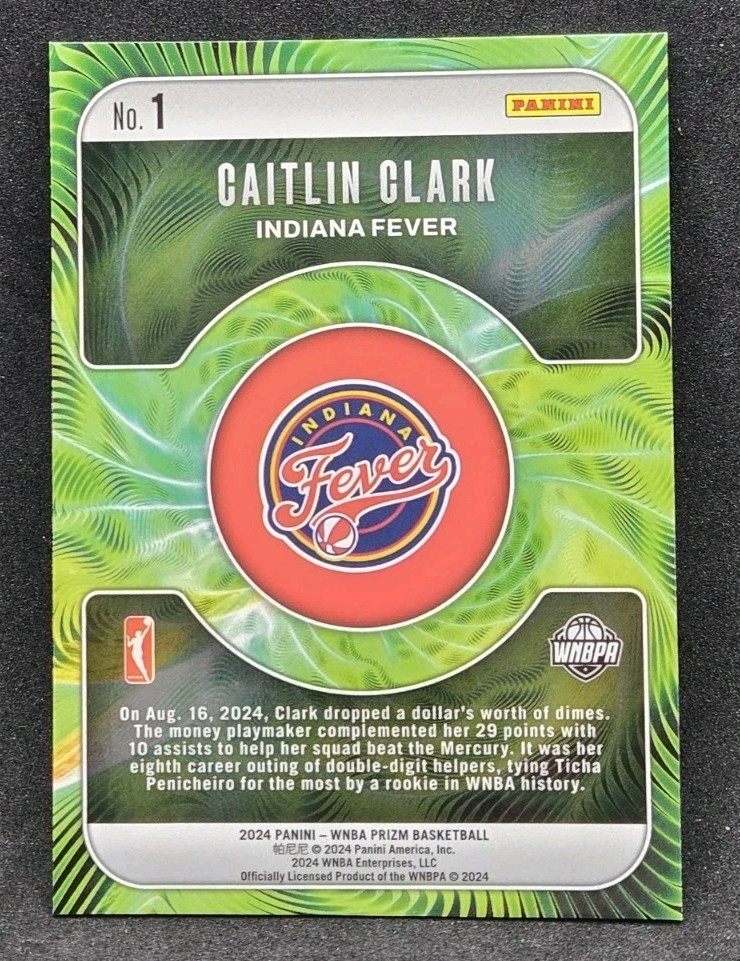 No. 1
PANINI
CAITLIN CLARK
INDIANA FEVER
INDIANA
Fever
WNBPA
On Aug. 16, 2024, Clark dropped a dollar's worth of dimes.
The money playmaker complemented her 29 points with
10 assists to help her squad beat the Mercury. It was her
eighth career outing of double-digit helpers, tying Ticha
Penicheiro for the most by a rookie in WNBA history.
2024 PANINI – WNBA PRIZM BASKETBALL
帕尼尼 © 2024 Panini America, Inc.
2024 WNBA Enterprises, LLC
Officially Licensed Product of the WNBPA © 2024